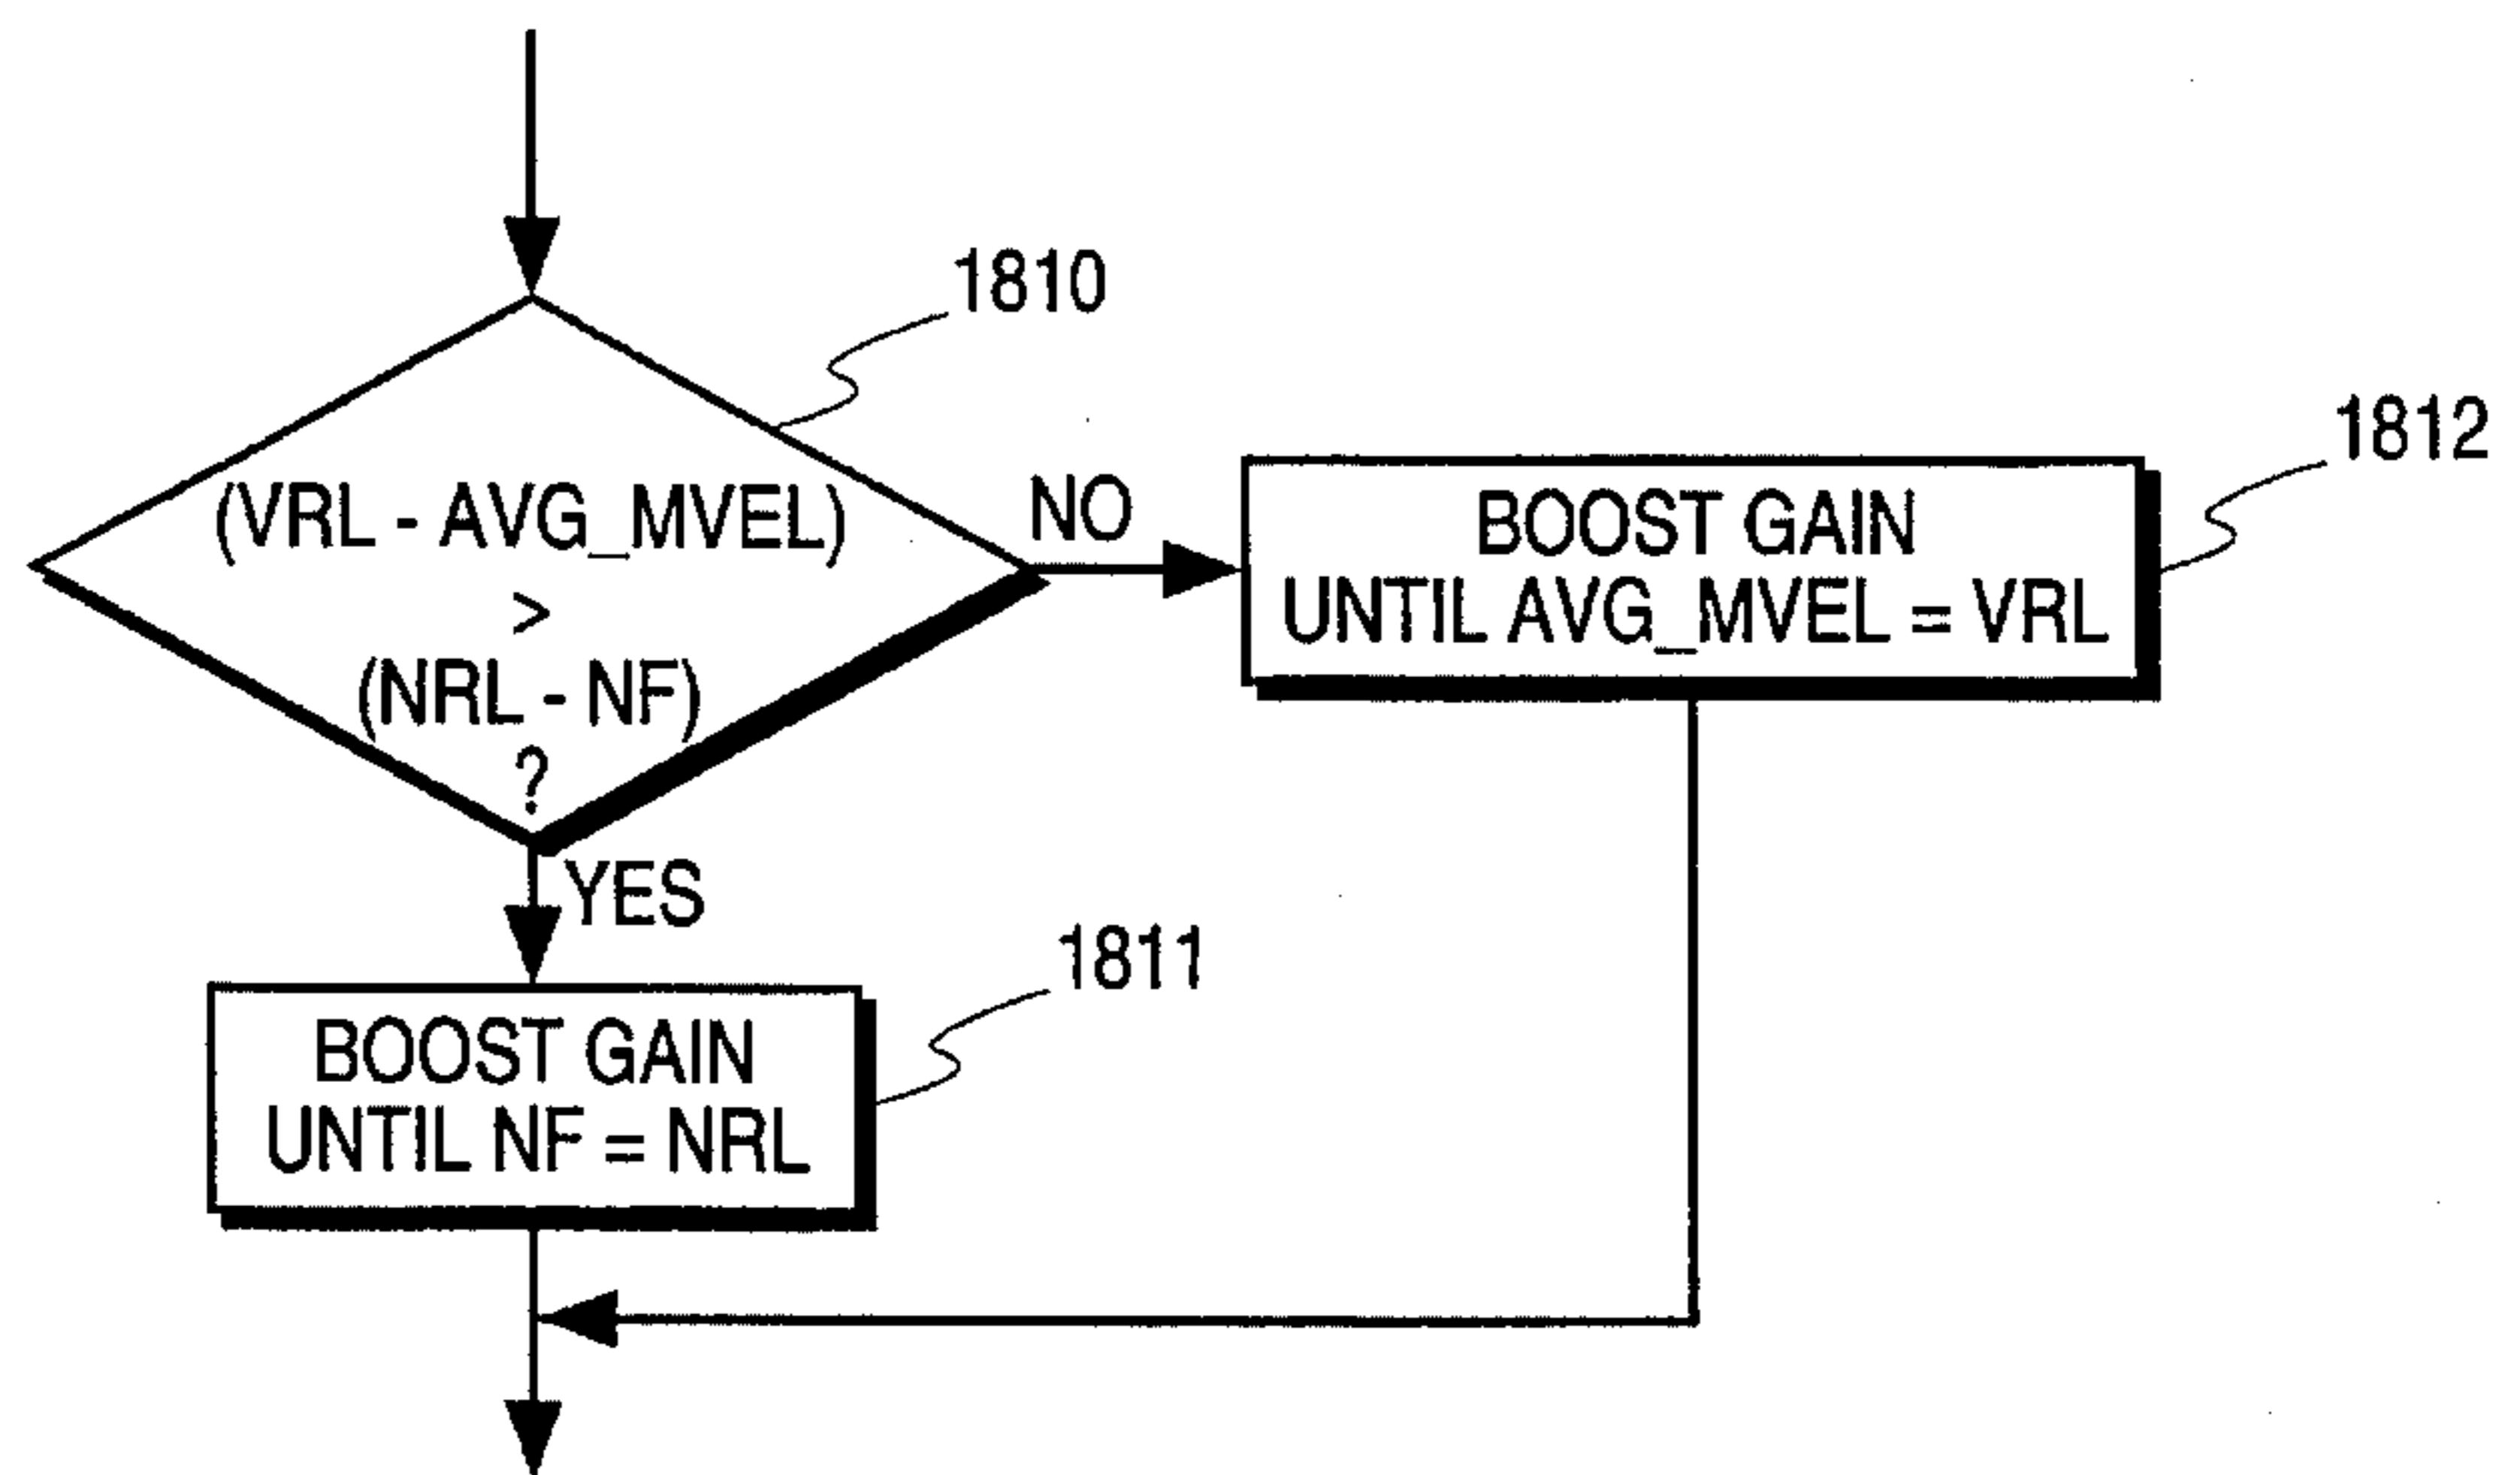 1810
(VRL - AVG_MVEL)
>
(NRL - NF)
?
NO
1812
BOOST GAIN
UNTIL AVG_MVEL = VRL
YES
1811
BOOST GAIN
UNTIL NF = NRL